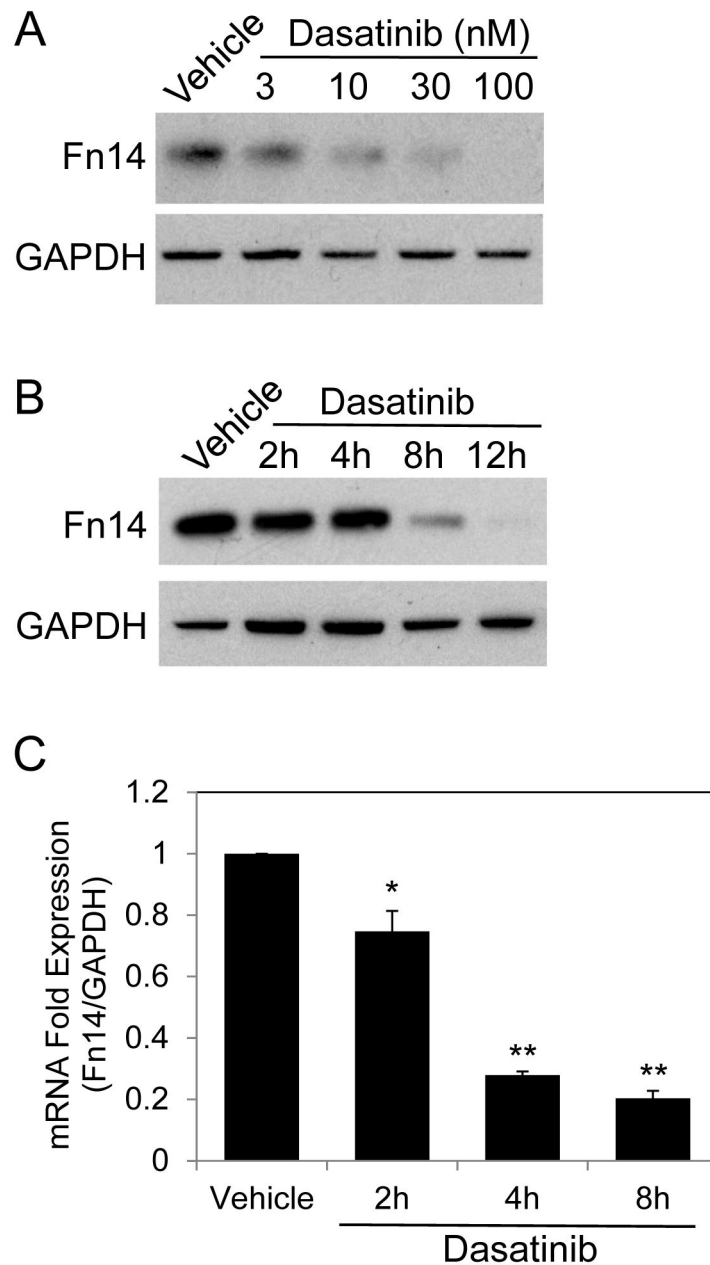 A
Vehicle
Dasatinib (nM)
3 10 30 100
Fn14
GAPDH
B
Vehicle
Dasatinib
2h 4h 8h 12h
Fn14
GAPDH
C
mRNA Fold Expression
(Fn14/GAPDH)
1.2
1
0.8
0.6
0.4
0.2
0
*
**
**
Vehicle 2h 4h 8h
Dasatinib